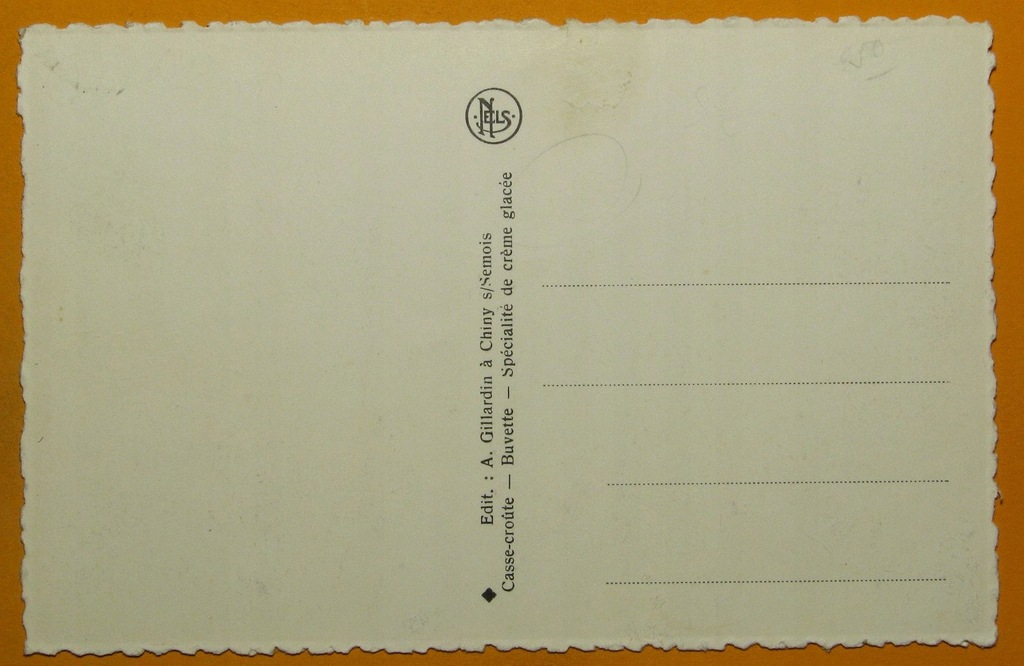 NELS
Edit. : A. Gillardin à Chiny s/Semois
Casse-croûte — Buvette — Spécialité de crème glacée